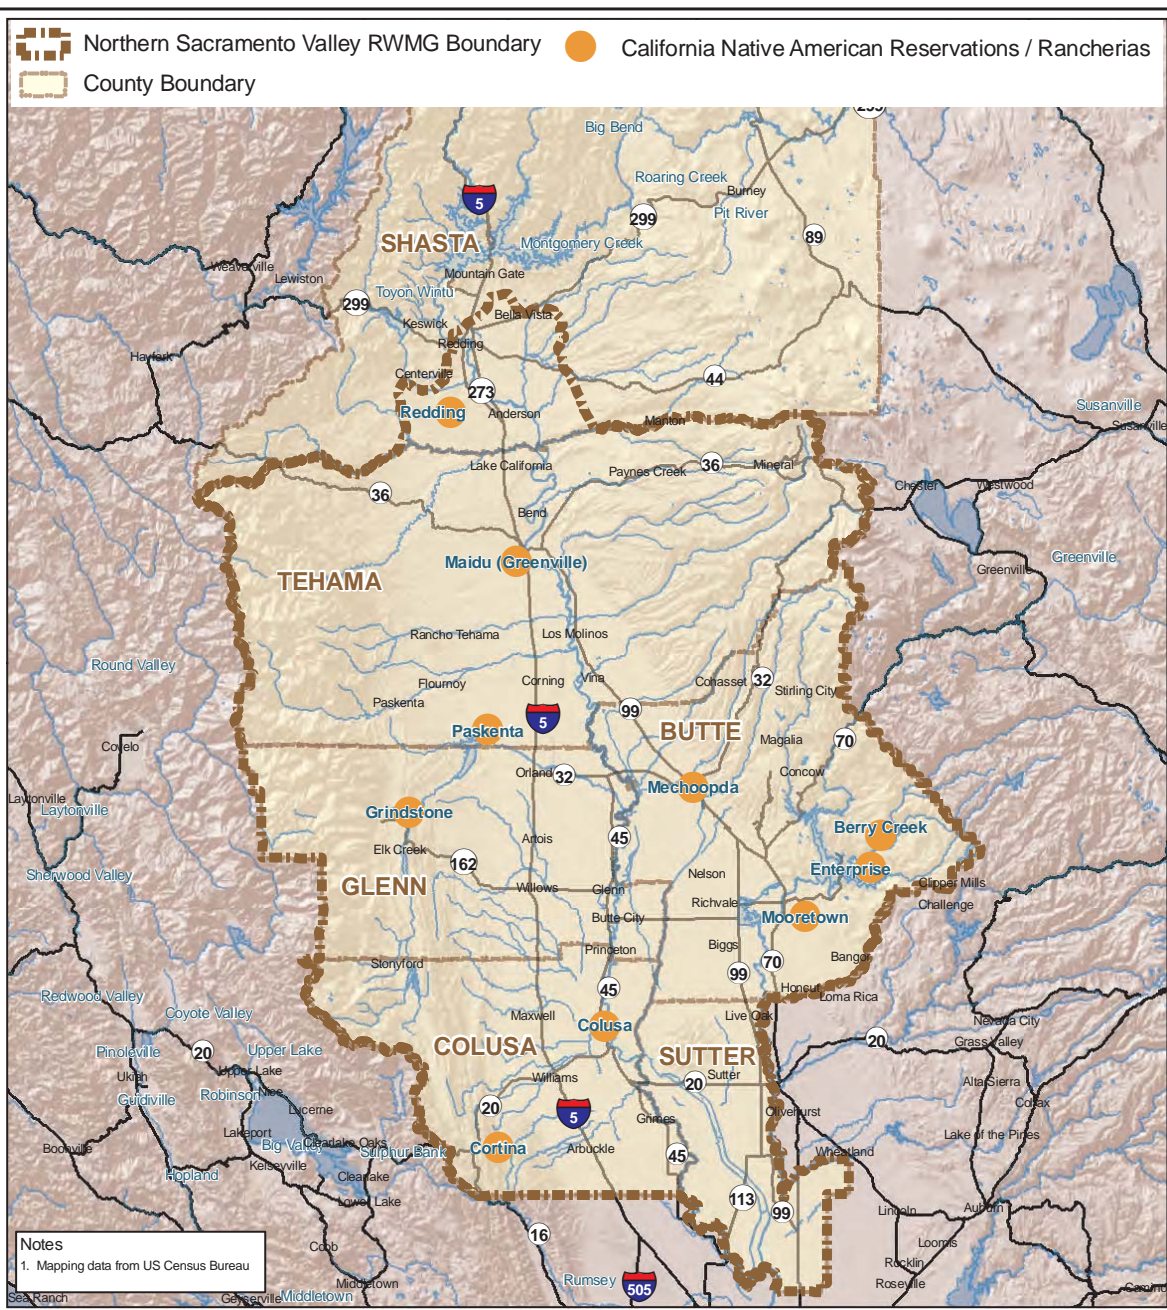 Northern Sacramento Valley RWMG Boundary
California Native American Reservations / Rancherias
County Boundary
299
Big Bend
Roaring Creek
Burney
5
299
Pit River
89
SHASTA
Montgomery Creek
Weaverville
Lewiston
Mountain Gate
Toyon Wintu
299
Bella Vista
Keswick
Redding
Hayfork
Centerville
273
44
Redding
Anderson
Manton
Susanville
Susanville
Lake California
Paynes Creek
36
Mineral
36
Chester
Westwood
Bend
Maidu (Greenville)
Greenville
Greenville
TEHAMA
Rancho Tehama
Los Molinos
Round Valley
Flournoy
Corning
Vina
Cohasset
32
Stirling City
Paskenta
99
5
Paskenta
BUTTE
Magalia
70
Covelo
Orland
32
Concow
Mechoopda
Laytonville
Laytonville
Grindstone
Berry Creek
Elk Creek
Artois
45
162
Enterprise
Sherwood Valley
GLENN
Willows
Glenn
Nelson
Clipper Mills
Richvale
Challenge
Butte City
Mooretown
Princeton
Biggs
Bangor
Stonyford
99
70
Redwood Valley
45
Honcut
Loma Rica
Coyote Valley
Maxwell
Colusa
Live Oak
Nevada City
Pinoleville
20
Upper Lake
COLUSA
SUTTER
20
Grass Valley
Ukiah
Upper Lake
Williams
20
Sutter
Alta Sierra
Guidiville
Robinson
Nice
Lucerne
20
5
Grimes
Olivehurst
Colfax
Lakeport
Big Valley
Clearlake Oaks
Sulphur Bank
Cortina
Arbuckle
45
Lake of the Pines
Boonville
Kelseyville
Wheatland
Hopland
Clearlake
Lower Lake
113
99
Lincoln
Auburn
16
Cobb
Loomis
Notes
1. Mapping data from US Census Bureau
Rocklin
Middletown
Rumsey
505
Roseville
Camino
Sea Ranch
Geyserville
Middletown